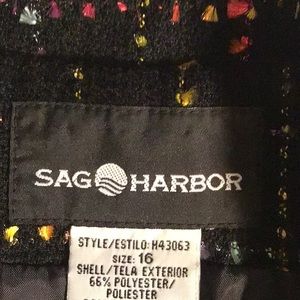 SAG HARBOR
STYLE/ESTILO: H43063
SIZE: 16
SHELL/TELA EXTERIOR
66% POLYESTER/
POLIESTER